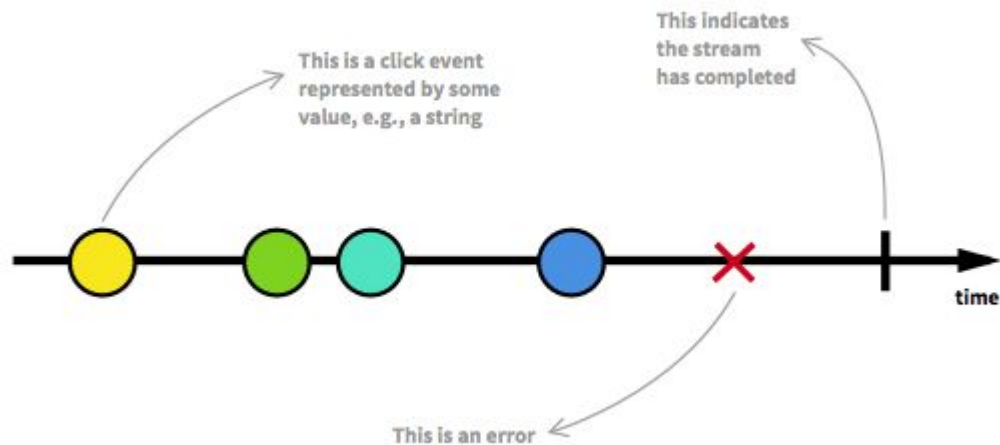 This is a click event
represented by some
value, e.g., a string
This indicates
the stream
has completed
time
This is an error